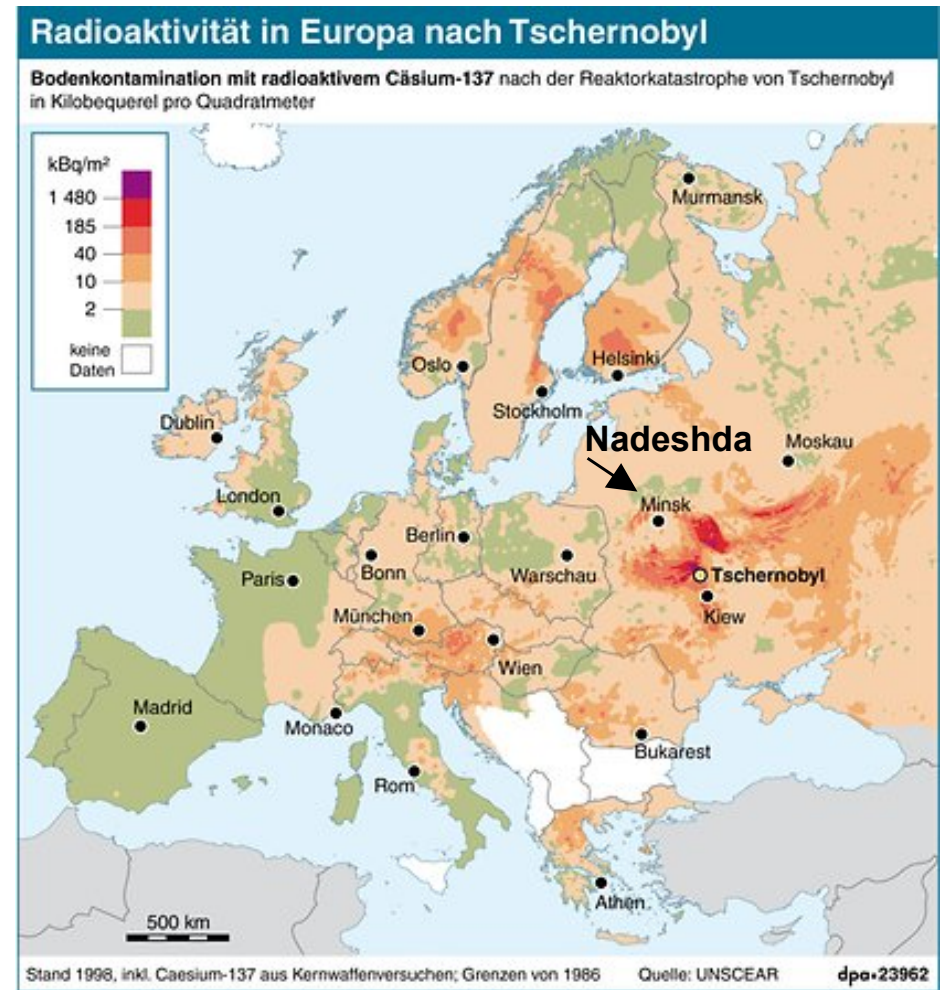 Radioaktivität in Europa nach Tschernobyl
Bodenkontamination mit radioaktivem Cäsium-137 nach der Reaktorkatastrophe von Tschernobyl
in Kilobequerel pro Quadratmeter
kBq/m²
1 480
185
40
10
2
keine
Daten
Murmansk
Oslo
Helsinki
Stockholm
Dublin
Nadeshda
Moskau
London
Minsk
Berlin
Bonn
Warschau
Paris
Tschernobyl
Kiew
München
Wien
Madrid
Monaco
Bukarest
Rom
Athen
500 km
Stand 1998, inkl. Caesium-137 aus Kernwaffenversuchen; Grenzen von 1986 Quelle: UNSCEAR dpa•23962